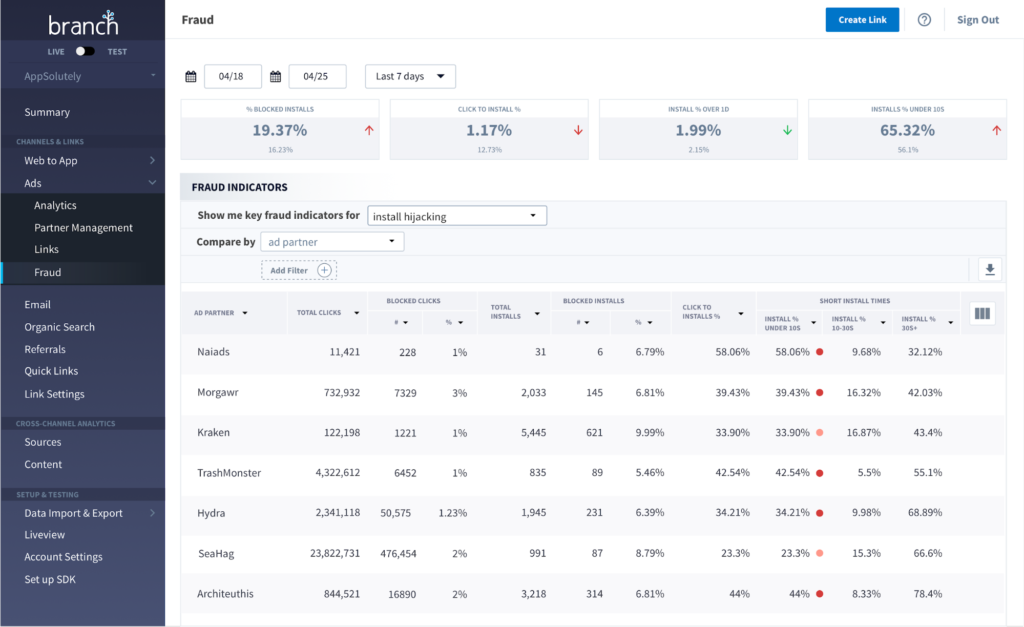 branch
LIVE TEST
AppSolutely
Summary
CHANNELS & LINKS
Web to App
Ads
Analytics
Partner Management
Links
Fraud
Email
Organic Search
Referrals
Quick Links
Link Settings
CROSS-CHANNEL ANALYTICS
Sources
Content
SETUP & TESTING
Data Import & Export
Liveview
Account Settings
Set up SDK
Fraud
Create Link ? Sign Out
04/18 04/25 Last 7 days
% BLOCKED INSTALLS
19.37%
16.23%
CLICK TO INSTALL %
1.17%
12.73%
INSTALL % OVER 1D
1.99%
2.15%
INSTALLS % UNDER 10S
65.32%
56.1%
FRAUD INDICATORS
Show me key fraud indicators for install hijacking
Compare by ad partner
Add Filter +
AD PARTNER
TOTAL CLICKS
BLOCKED CLICKS
# %
TOTAL
INSTALLS
BLOCKED INSTALLS
# %
CLICK TO
INSTALLS %
SHORT INSTALL TIMES
INSTALL %
UNDER 10S
INSTALL %
10-30S
INSTALL %
30S+
Naiads 11,421 228 1% 31 6 6.79% 58.06% 58.06% 9.68% 32.12%
Morgawr 732,932 7329 3% 2,033 145 6.81% 39.43% 39.43% 16.32% 42.03%
Kraken 122,198 1221 1% 5,445 621 9.99% 33.90% 33.90% 16.87% 43.4%
TrashMonster 4,322,612 6452 1% 835 89 5.46% 42.54% 42.54% 5.5% 55.1%
Hydra 2,341,118 50,575 1.23% 1,945 231 6.39% 34.21% 34.21% 9.98% 68.89%
SeaHag 23,822,731 476,454 2% 991 87 8.79% 23.3% 23.3% 15.3% 66.6%
Architeuthis 844,521 16890 2% 3,218 314 6.81% 44% 44% 8.33% 78.4%